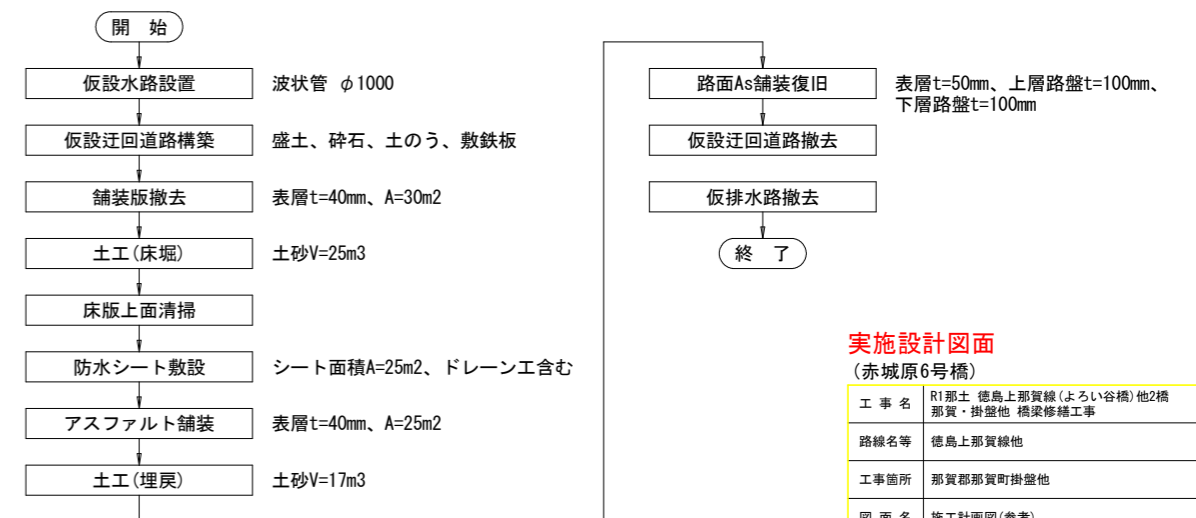 開　始
仮設水路設置　波状管 φ1000
仮設迂回道路構築　盛土、砕石、土のう、敷鉄板
舗装版撤去　表層t=40mm、A=30m2
土工(床堀)　土砂V=25m3
床版上面清掃
防水シート敷設　シート面積A=25m2、ドレーン工含む
アスファルト舗装　表層t=40mm、A=25m2
土工(埋戻)　土砂V=17m3
路面As舗装復旧　表層t=50mm、上層路盤t=100mm、
下層路盤t=100mm
仮設迂回道路撤去
仮排水路撤去
終　了
実施設計図面
(赤城原6号橋)
工 事 名　R1那土 徳島上那賀線(よろい谷橋)他2橋
那賀・掛盤他 橋梁修繕工事
路線名等　徳島上那賀線他
工事箇所　那賀郡那賀町掛盤他
図 面 名　施工計画図(参考)